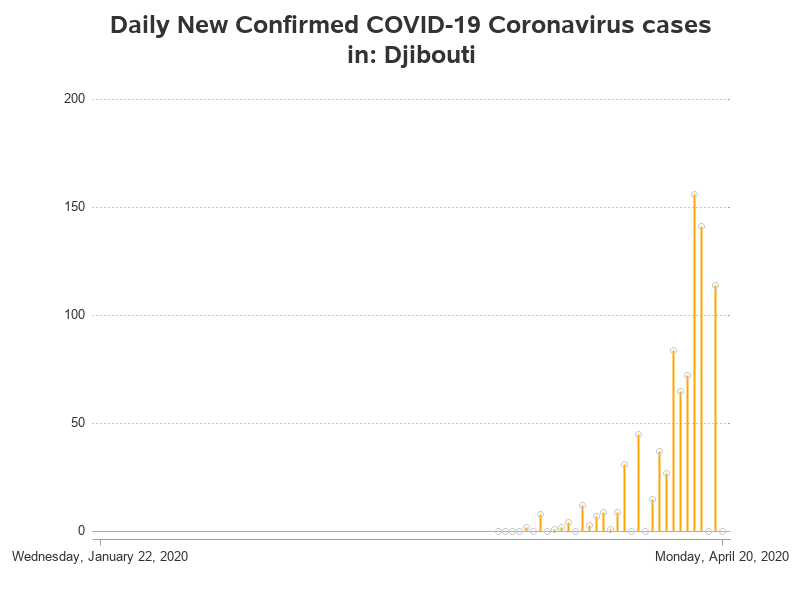 Daily New Confirmed COVID-19 Coronavirus cases
in: Djibouti
200
150
100
50
0
Wednesday, January 22, 2020
Monday, April 20, 2020